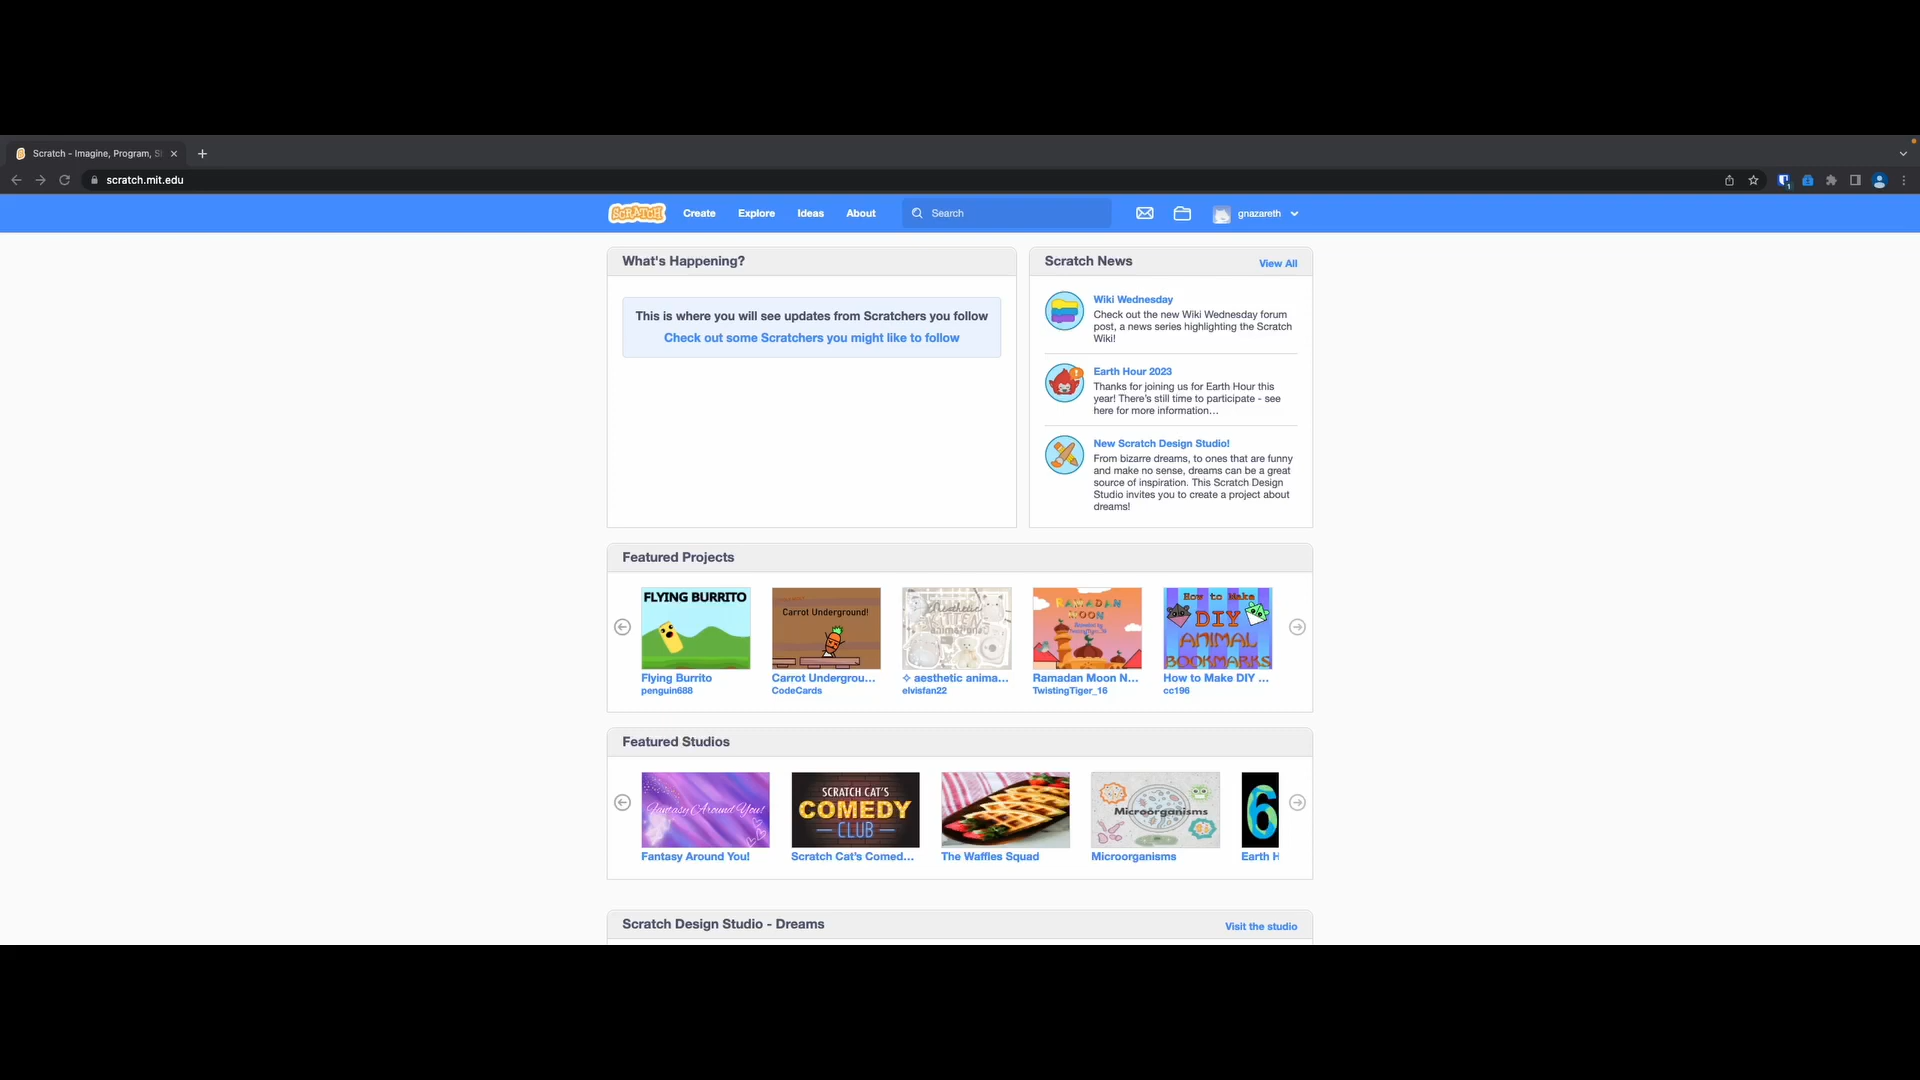 Scratch - Imagine, Program, S
scratch.mit.edu
SCRATCH
Create
Explore
Ideas
About
Search
gnazareth
What's Happening?
This is where you will see updates from Scratchers you follow
Check out some Scratchers you might like to follow
Scratch News
View All
Wiki Wednesday
Check out the new Wiki Wednesday forum
post, a news series highlighting the Scratch
Wiki!
Earth Hour 2023
Thanks for joining us for Earth Hour this
year! There's still time to participate - see
here for more information…
New Scratch Design Studio!
From bizarre dreams, to ones that are funny
and make no sense, dreams can be a great
source of inspiration. This Scratch Design
Studio invites you to create a project about
dreams!
Featured Projects
FLYING BURRITO
Flying Burrito
penguin688
Carrot Underground!
Carrot Undergrou...
CodeCards
Aesthetic
KITTEN
animations
✧ aesthetic anima...
elvisfan22
RAMADAN
MOON
Ramadan Moon N...
TwistingTiger_16
How to Make
DIY
ANIMAL
BOOKMARKS
How to Make DIY ...
cc196
Featured Studios
Fantasy Around You!
Fantasy Around You!
SCRATCH CAT'S
COMEDY
CLUB
Scratch Cat's Comed...
The Waffles Squad
Microorganisms
Microorganisms
6
Earth H
Scratch Design Studio - Dreams
Visit the studio